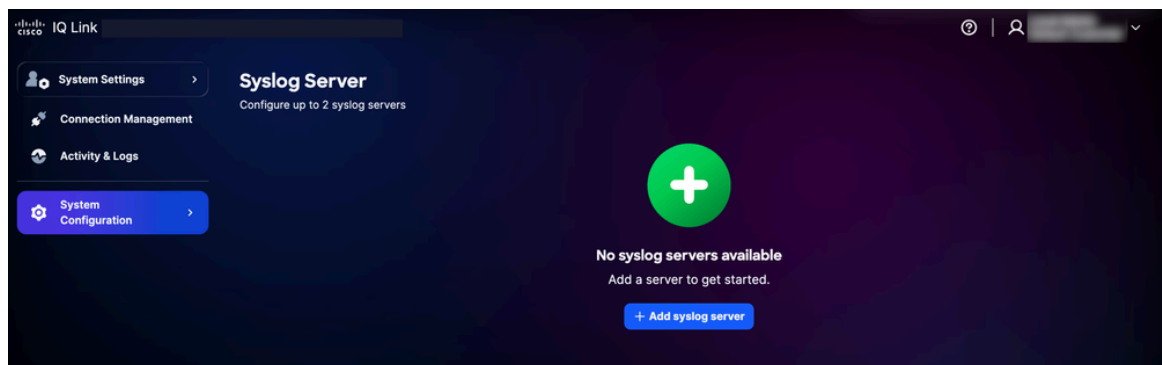 cisco IQ Link
System Settings
Connection Management
Activity & Logs
System
Configuration
Syslog Server
Configure up to 2 syslog servers
No syslog servers available
Add a server to get started.
+ Add syslog server